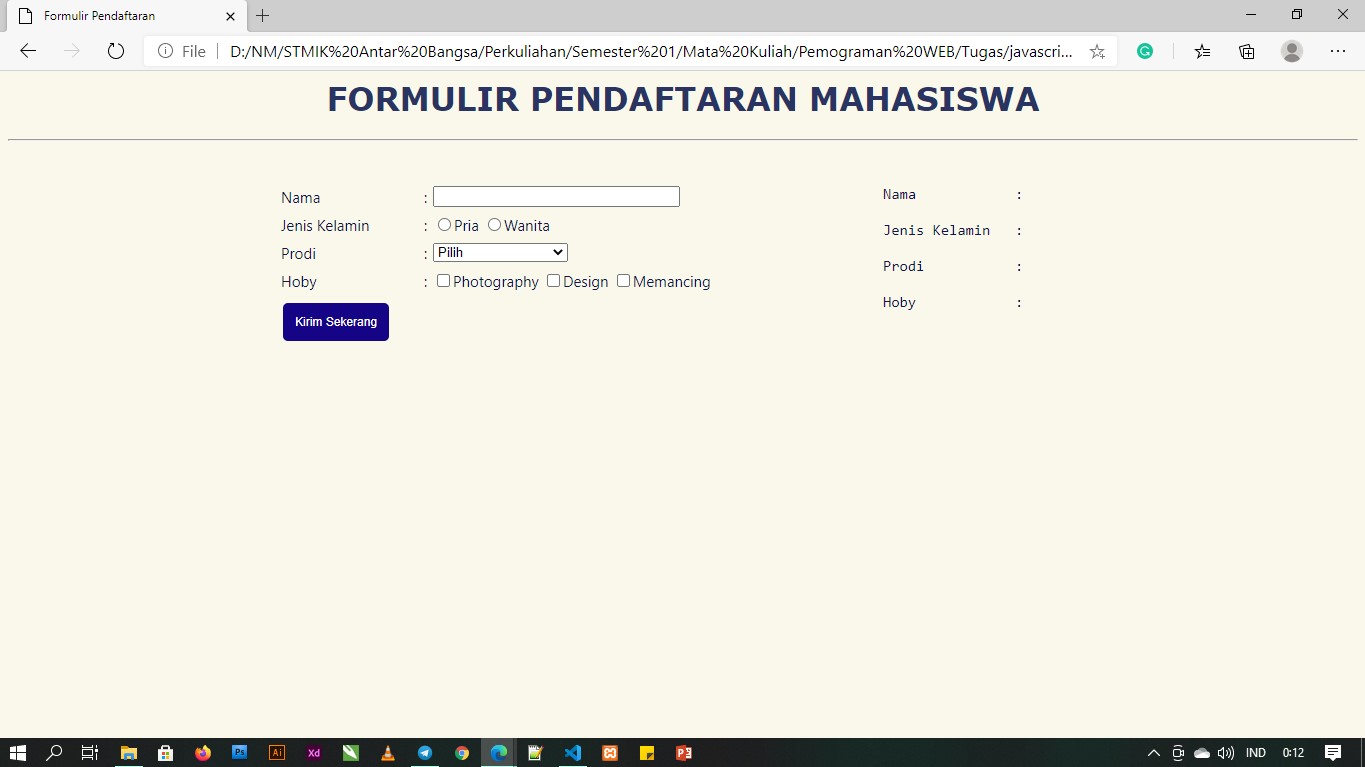 Formulir Pendaftaran
File D:/NM/STMIK%20Antar%20Bangsa/Perkuliahan/Semester%201/Mata%20Kuliah/Pemograman%20WEB/Tugas/javascri...
FORMULIR PENDAFTARAN MAHASISWA
Nama :
Jenis Kelamin : Pria Wanita
Prodi : Pilih
Hoby : Photography Design Memancing
Kirim Sekerang
Nama :
Jenis Kelamin :
Prodi :
Hoby :
Ps Ai Xd IND 0:12